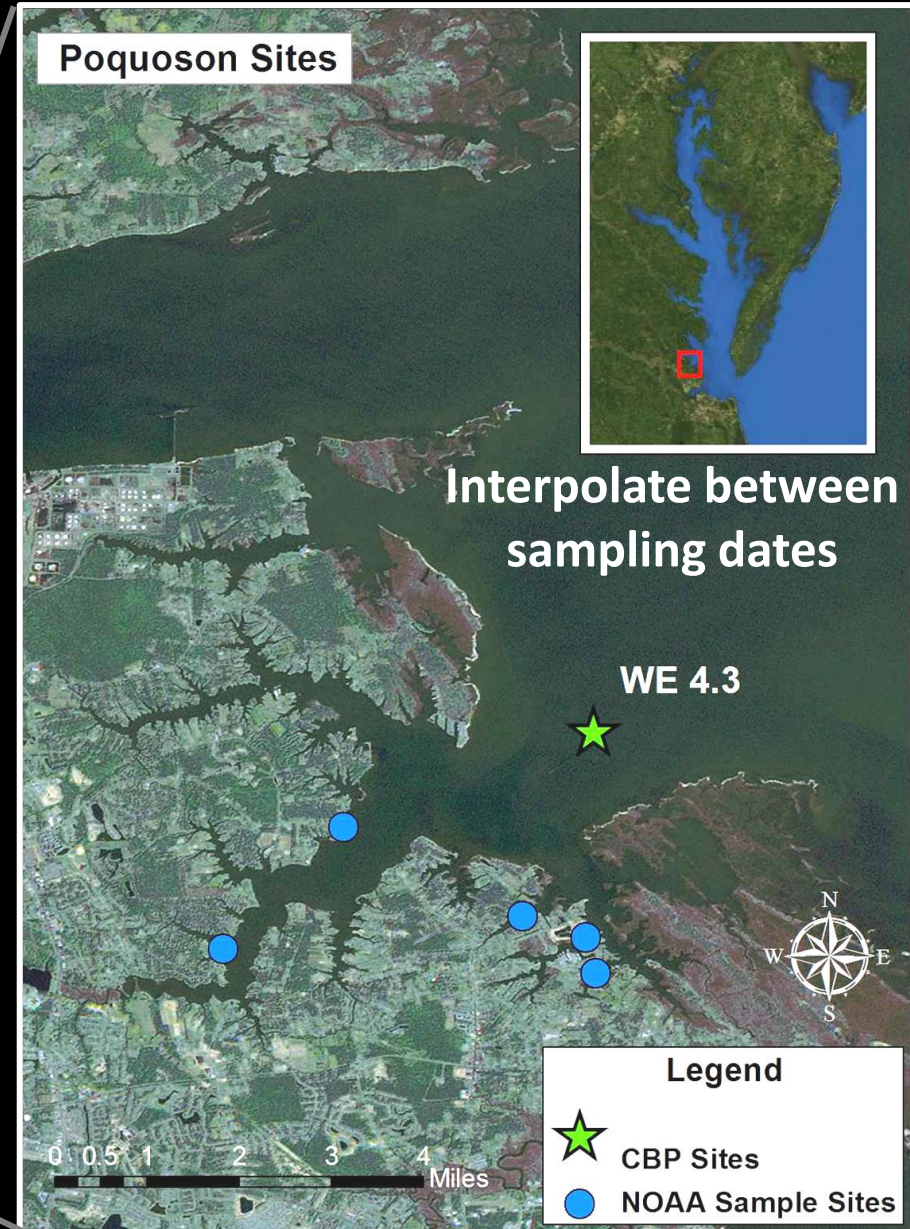 Poquoson Sites
Interpolate between
sampling dates
WE 4.3
N
W E
S
Legend
CBP Sites
NOAA Sample Sites
0 0.5 1 2 3 4
Miles